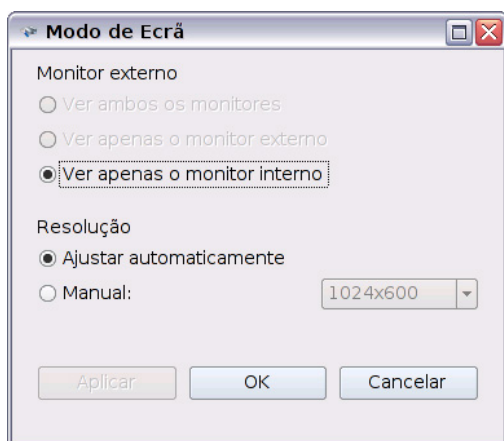 Modo de Ecrã
Monitor externo
Ver ambos os monitores
Ver apenas o monitor externo
Ver apenas o monitor interno
Resolução
Ajustar automaticamente
Manual: 1024x600
Aplicar OK Cancelar